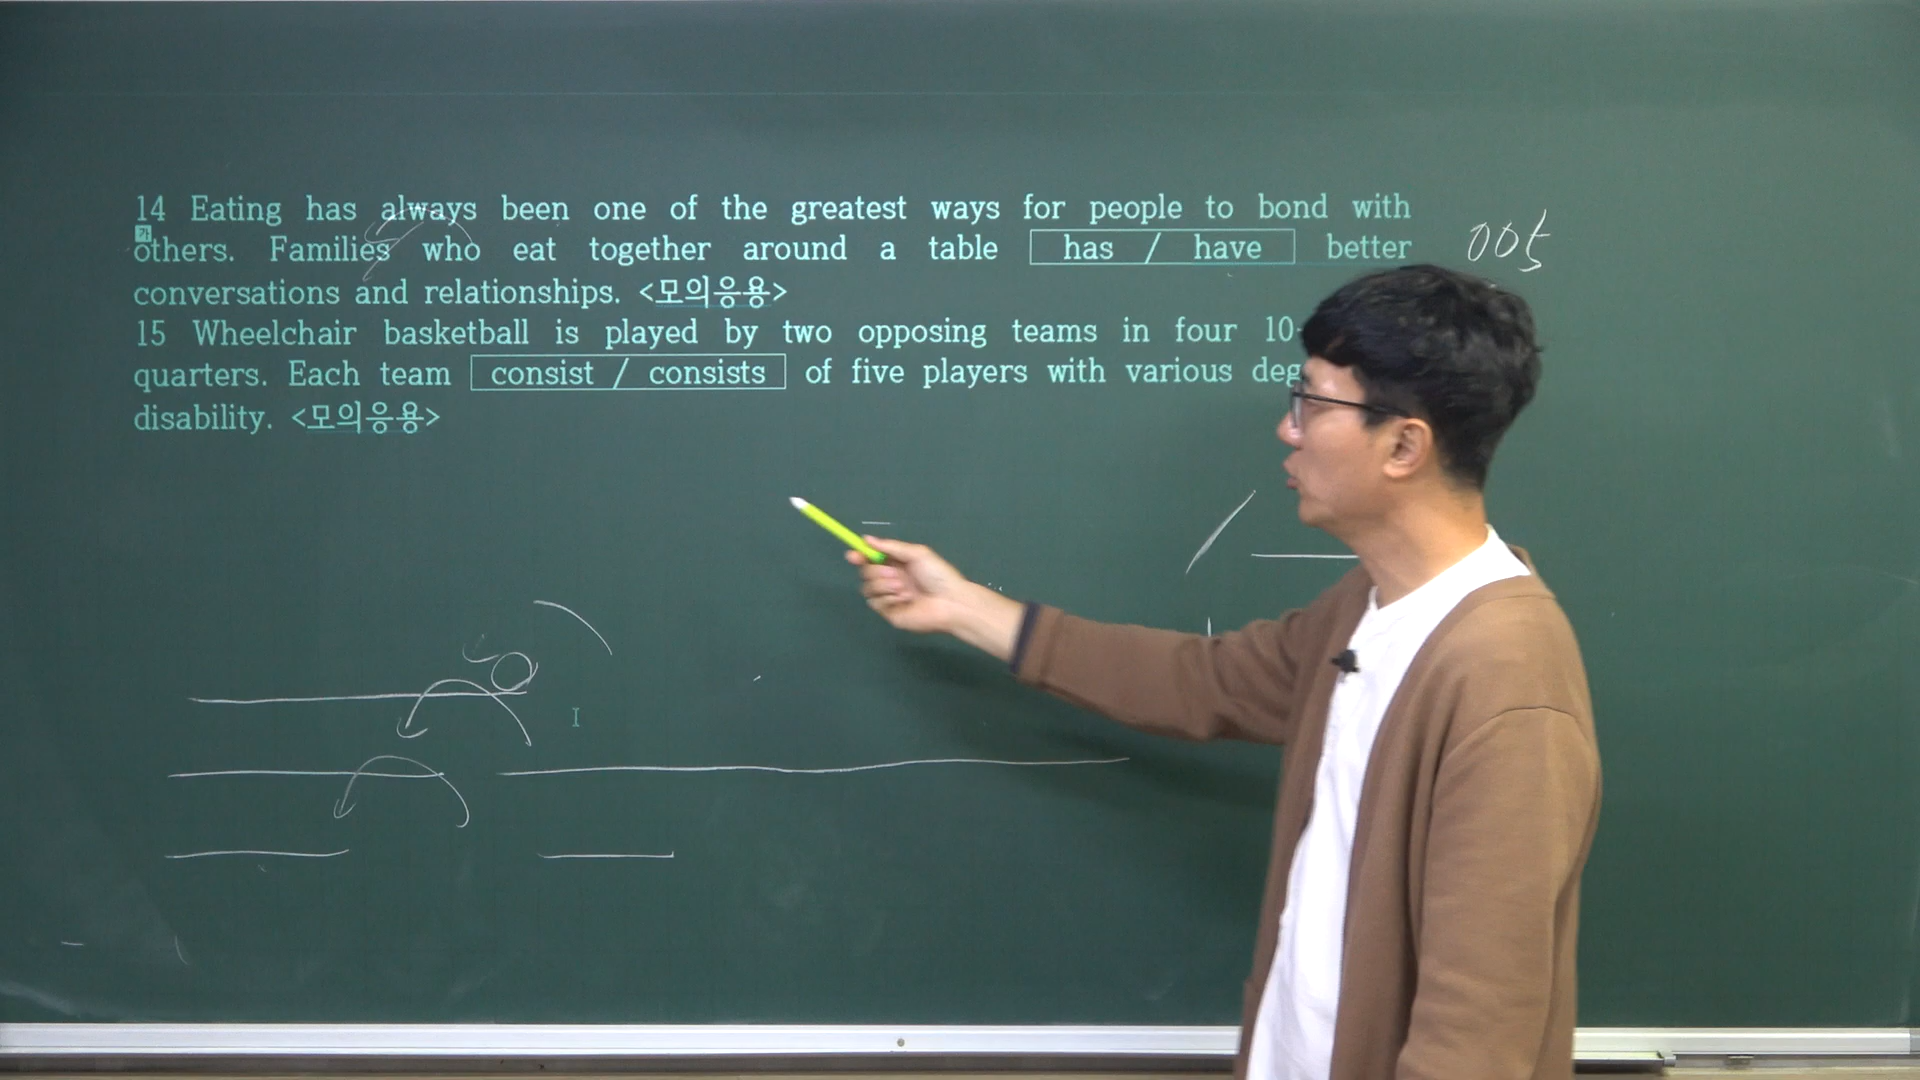 14 Eating has always been one of the greatest ways for people to bond with
others. Families who eat together around a table has / have better
conversations and relationships. <모의응용>
15 Wheelchair basketball is played by two opposing teams in four 10-
quarters. Each team consist / consists of five players with various deg
disability. <모의응용>
005
가